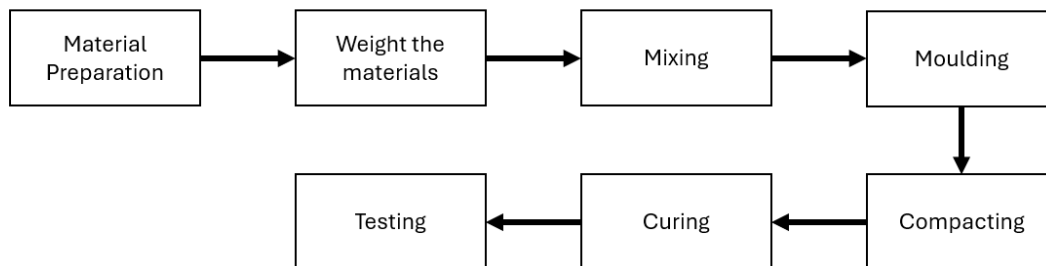 Material
Preparation
Weight the
materials
Mixing
Moulding
Compacting
Curing
Testing